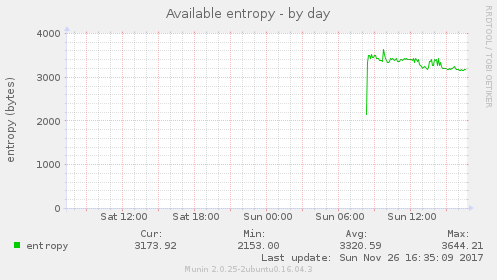 Available entropy - by day
RRDTOOL / TOBI OETIKER
entropy (bytes)
4000
3000
2000
1000
0
Sat 12:00 Sat 18:00 Sun 00:00 Sun 06:00 Sun 12:00
Cur: Min: Avg: Max:
entropy 3173.92 2153.00 3320.59 3644.21
Last update: Sun Nov 26 16:35:09 2017
Munin 2.0.25-2ubuntu0.16.04.3